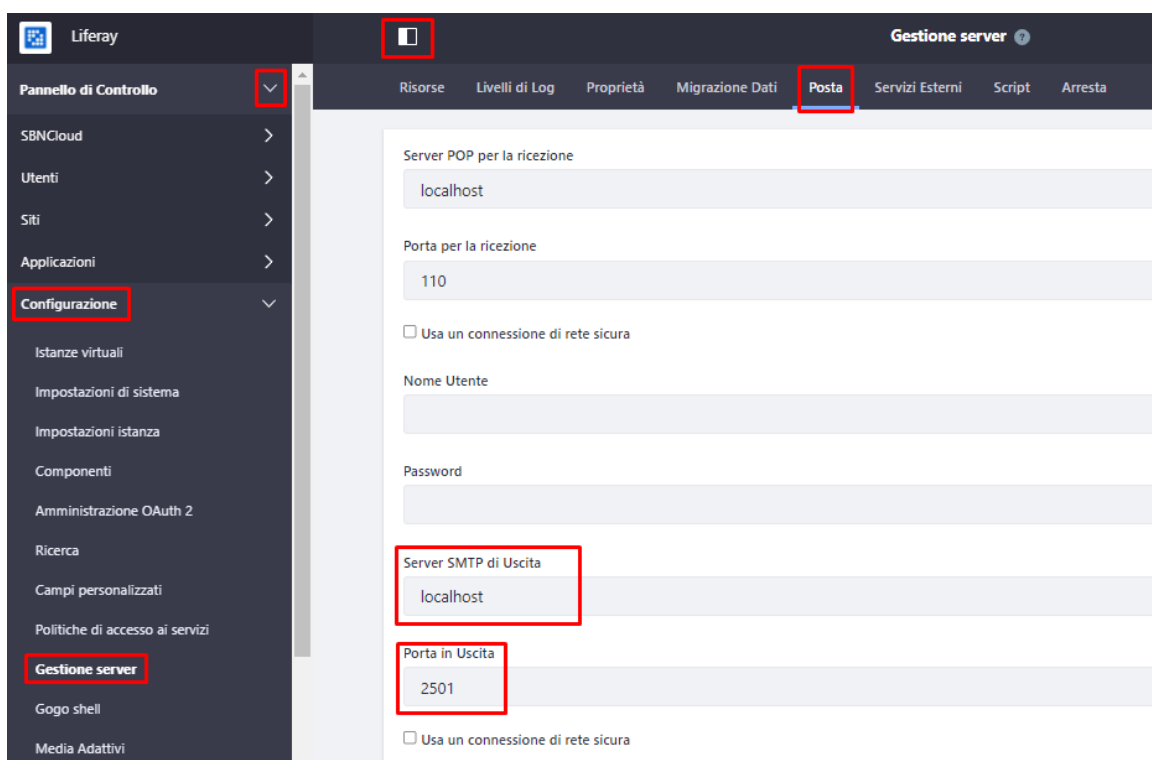 Liferay
Gestione server ?
Pannello di Controllo
Risorse Livelli di Log Proprietà Migrazione Dati Posta Servizi Esterni Script Arresta
SBNCloud
Utenti
Siti
Applicazioni
Configurazione
Istanze virtuali
Impostazioni di sistema
Impostazioni istanza
Componenti
Amministrazione OAuth 2
Ricerca
Campi personalizzati
Politiche di accesso ai servizi
Gestione server
Gogo shell
Media Adattivi
Server POP per la ricezione
localhost
Porta per la ricezione
110
Usa un connessione di rete sicura
Nome Utente
Password
Server SMTP di Uscita
localhost
Porta in Uscita
2501
Usa un connessione di rete sicura